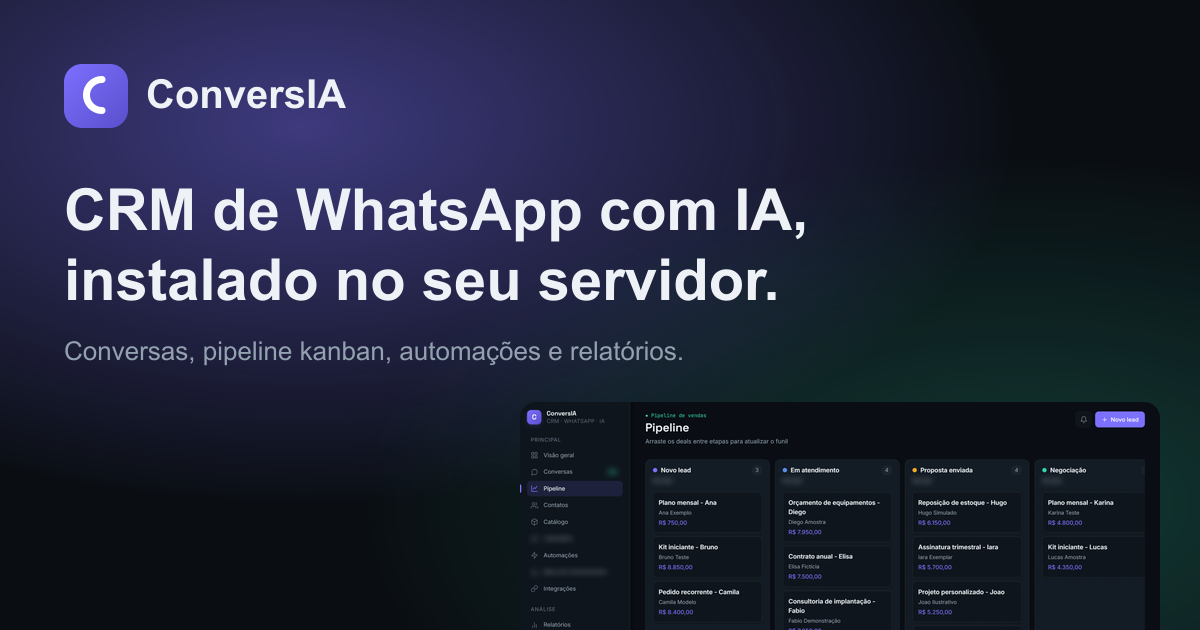 ConversIA
CRM de WhatsApp com IA,
instalado no seu servidor.
Conversas, pipeline kanban, automações e relatórios.
C
ConversIA
CRM · WHATSAPP · IA
PRINCIPAL
Visão geral
Conversas
Pipeline
Contatos
Catálogo
Automações
Integrações
ANÁLISE
Relatórios
Pipeline de vendas
Pipeline
Arraste os deals entre etapas para atualizar o funil
+ Novo lead
Novo lead 3
Plano mensal - Ana
Ana Exemplo
R$ 750,00
Kit iniciante - Bruno
Bruno Teste
R$ 8.850,00
Pedido recorrente - Camila
Camila Modelo
R$ 8.400,00
Em atendimento 4
Orçamento de equipamentos -
Diego
Diego Amostra
R$ 7.950,00
Contrato anual - Elisa
Elisa Fictícia
R$ 7.500,00
Consultoria de implantação -
Fabio
Fabio Demonstração
Proposta enviada 4
Reposição de estoque - Hugo
Hugo Simulado
R$ 6.150,00
Assinatura trimestral - Iara
Iara Exemplar
R$ 5.700,00
Projeto personalizado - Joao
Joao Ilustrativo
R$ 5.250,00
Negociação
Plano mensal - Karina
Karina Teste
R$ 4.800,00
Kit iniciante - Lucas
Lucas Amostra
R$ 4.350,00